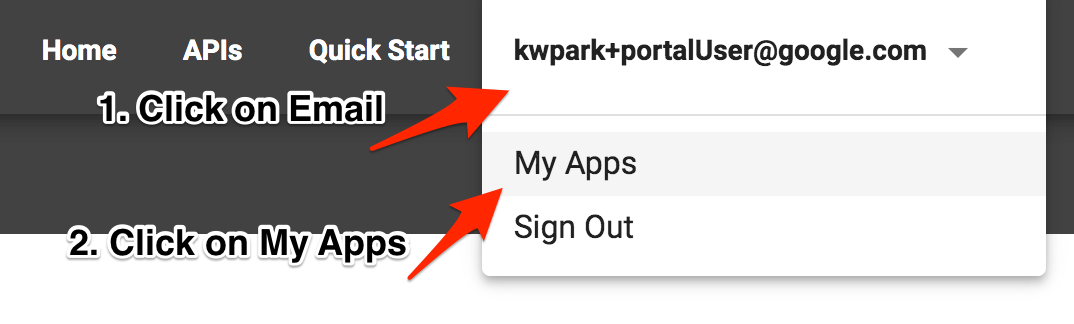 Home APIs Quick Start kwpark+portalUser@google.com
1. Click on Email
My Apps
Sign Out
2. Click on My Apps